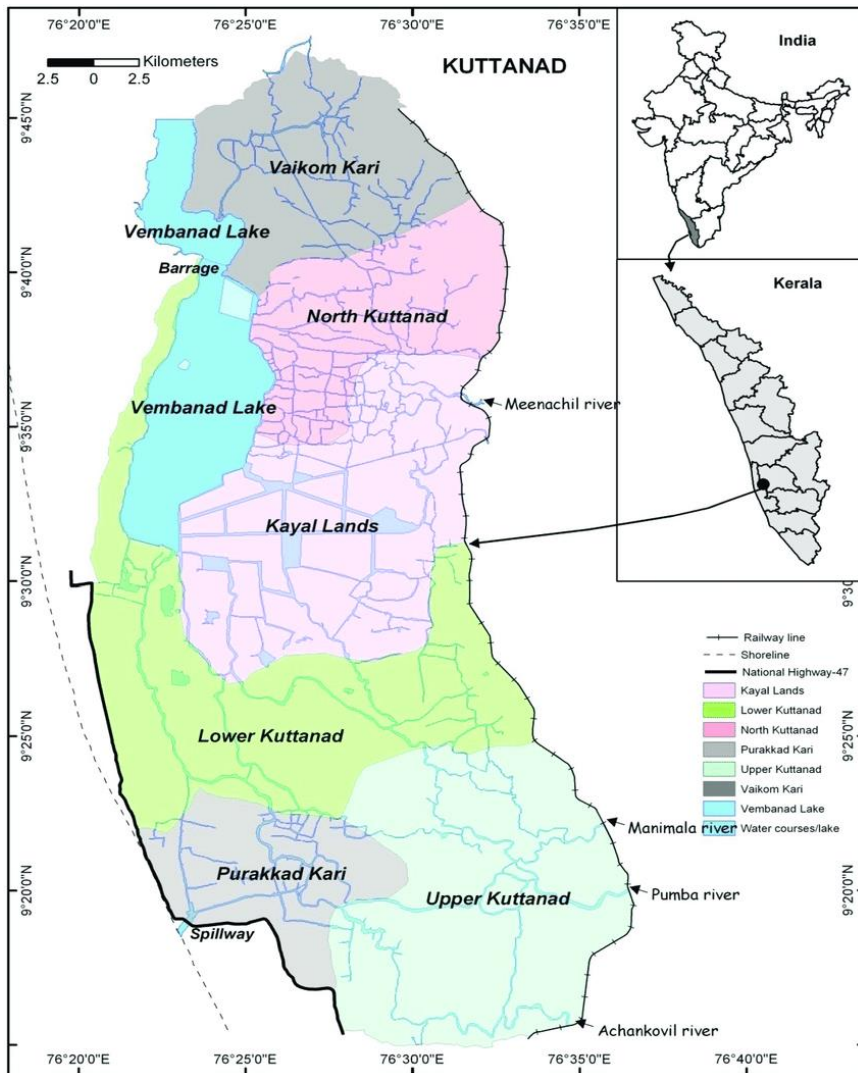 76°20'0"E 76°25'0"E 76°30'0"E 76°35'0"E
Kilometers
2.5 0 2.5
KUTTANAD
India
9°45'0"N
Vaikom Kari
Vembanad Lake
Barrage
9°40'0"N
Kerala
North Kuttanad
Vembanad Lake
Meenachil river
9°35'0"N
Kayal Lands
9°30'0"N
9°30'0"N
Railway line
Shoreline
National Highway-47
Kayal Lands
Lower Kuttanad
North Kuttanad
Purakkad Kari
Upper Kuttanad
Vaikom Kari
Vembanad Lake
Water courses/lake
9°25'0"N
9°25'0"N
Lower Kuttanad
Manimala river
Purakkad Kari
Upper Kuttanad
Pumba river
9°20'0"N
9°20'0"N
Spillway
Achankovil river
76°20'0"E 76°25'0"E 76°30'0"E 76°35'0"E 76°40'0"E